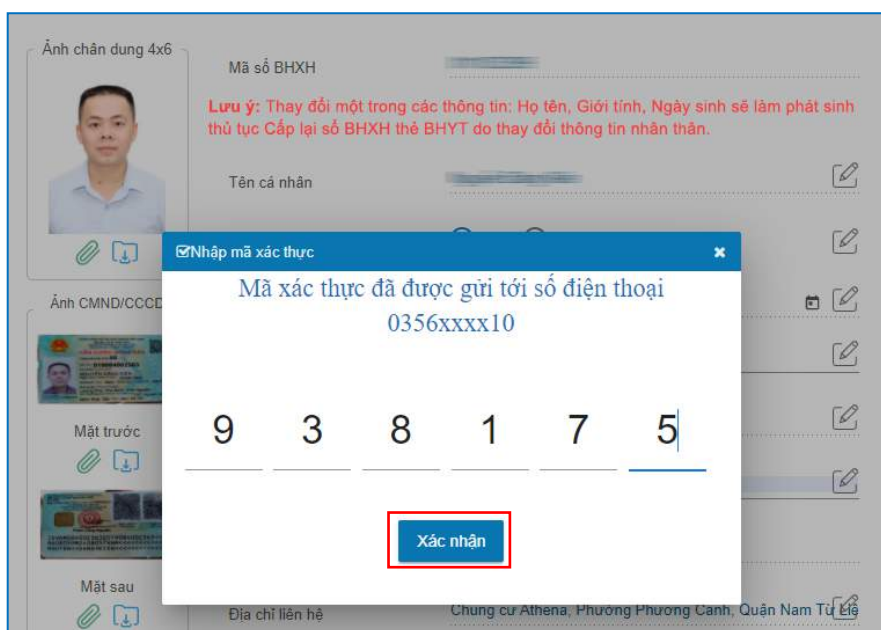 Ảnh chân dung 4x6
Mã số BHXH
Lưu ý: Thay đổi một trong các thông tin: Họ tên, Giới tính, Ngày sinh sẽ làm phát sinh
thủ tục Cấp lại sổ BHXH thẻ BHYT do thay đổi thông tin nhân thân.
Tên cá nhân
Nhập mã xác thực
Mã xác thực đã được gửi tới số điện thoại
0356xxxx10
Ảnh CMND/CCCD
9 3 8 1 7 5
Mặt trước
Xác nhận
Mặt sau
Địa chỉ liên hệ
Chung cư Athena, Phường Phương Canh, Quận Nam Từ